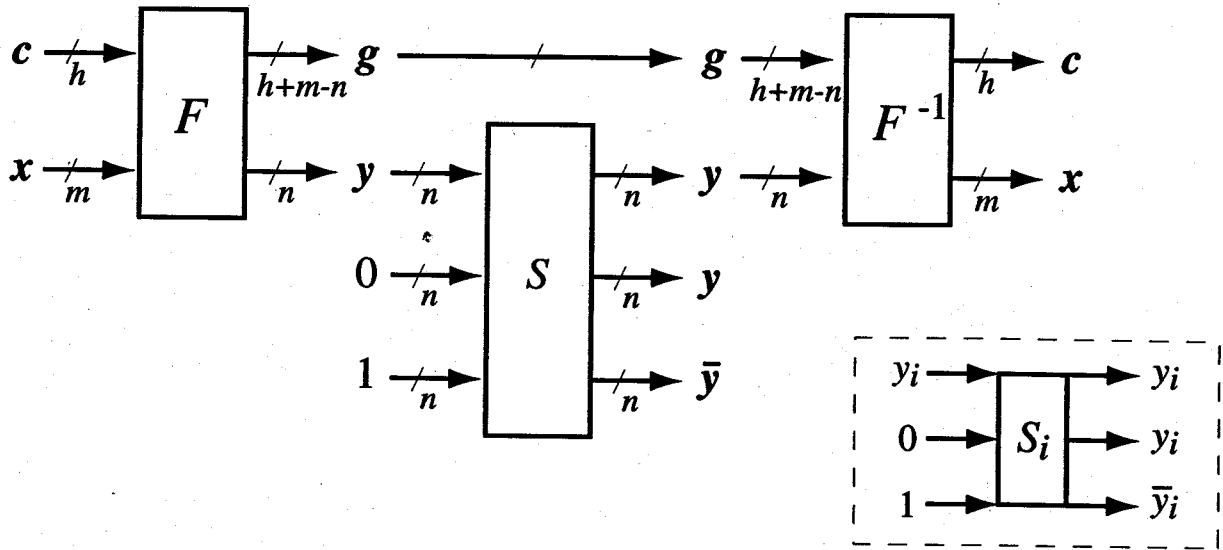 c h F h+m-n g g h+m-n F⁻¹ h c
x m n y n S n y n m x
0 n n y
1 n n ȳ
yᵢ Sᵢ yᵢ
0 yᵢ
1 ȳᵢ